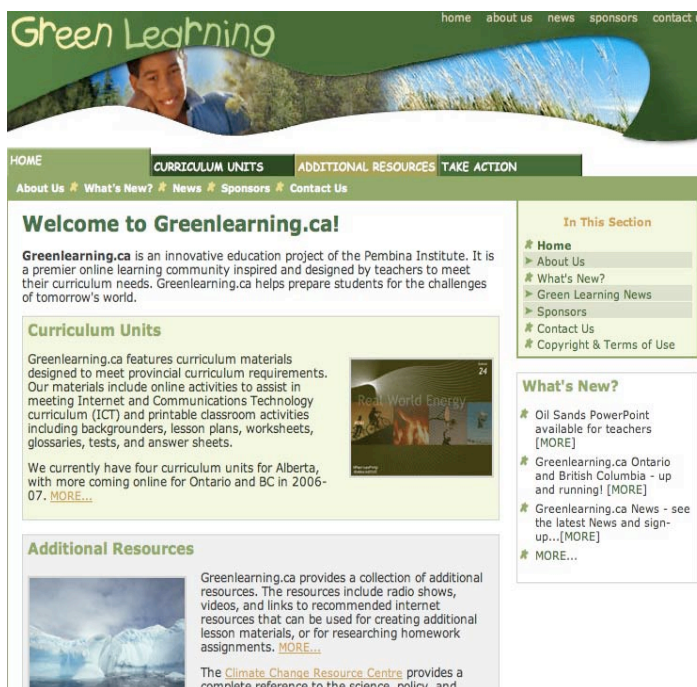 Green Learning
home about us news sponsors contact
HOME
CURRICULUM UNITS
ADDITIONAL RESOURCES
TAKE ACTION
About Us What's New? News Sponsors Contact Us
Welcome to Greenlearning.ca!
Greenlearning.ca is an innovative education project of the Pembina Institute. It is
a premier online learning community inspired and designed by teachers to meet
their curriculum needs. Greenlearning.ca helps prepare students for the challenges
of tomorrow's world.
Curriculum Units
Greenlearning.ca features curriculum materials
designed to meet provincial curriculum requirements.
Our materials include online activities to assist in
meeting Internet and Communications Technology
curriculum (ICT) and printable classroom activities
including backgrounders, lesson plans, worksheets,
glossaries, tests, and answer sheets.
We currently have four curriculum units for Alberta,
with more coming online for Ontario and BC in 2006-
07. MORE...
24
Real World Energy
Additional Resources
Greenlearning.ca provides a collection of additional
resources. The resources include radio shows,
videos, and links to recommended internet
resources that can be used for creating additional
lesson materials, or for researching homework
assignments. MORE...
The Climate Change Resource Centre provides a
complete reference to the science, policy, and
In This Section
Home
About Us
What's New?
Green Learning News
Sponsors
Contact Us
Copyright & Terms of Use
What's New?
Oil Sands PowerPoint
available for teachers
[MORE]
Greenlearning.ca Ontario
and British Columbia - up
and running! [MORE]
Greenlearning.ca News - see
the latest News and sign-
up...[MORE]
MORE...